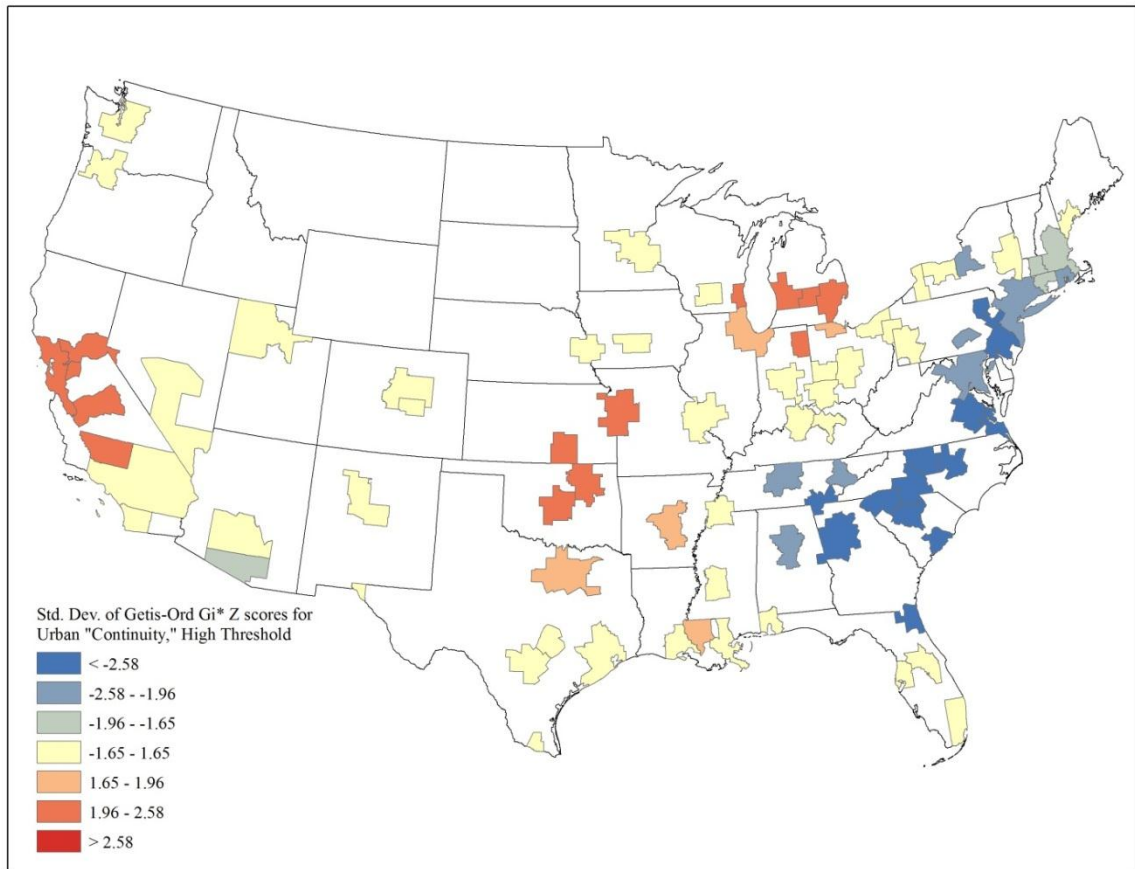 Std. Dev. of Getis-Ord Gi* Z scores for
Urban "Continuity," High Threshold
< -2.58
-2.58 - -1.96
-1.96 - -1.65
-1.65 - 1.65
1.65 - 1.96
1.96 - 2.58
> 2.58